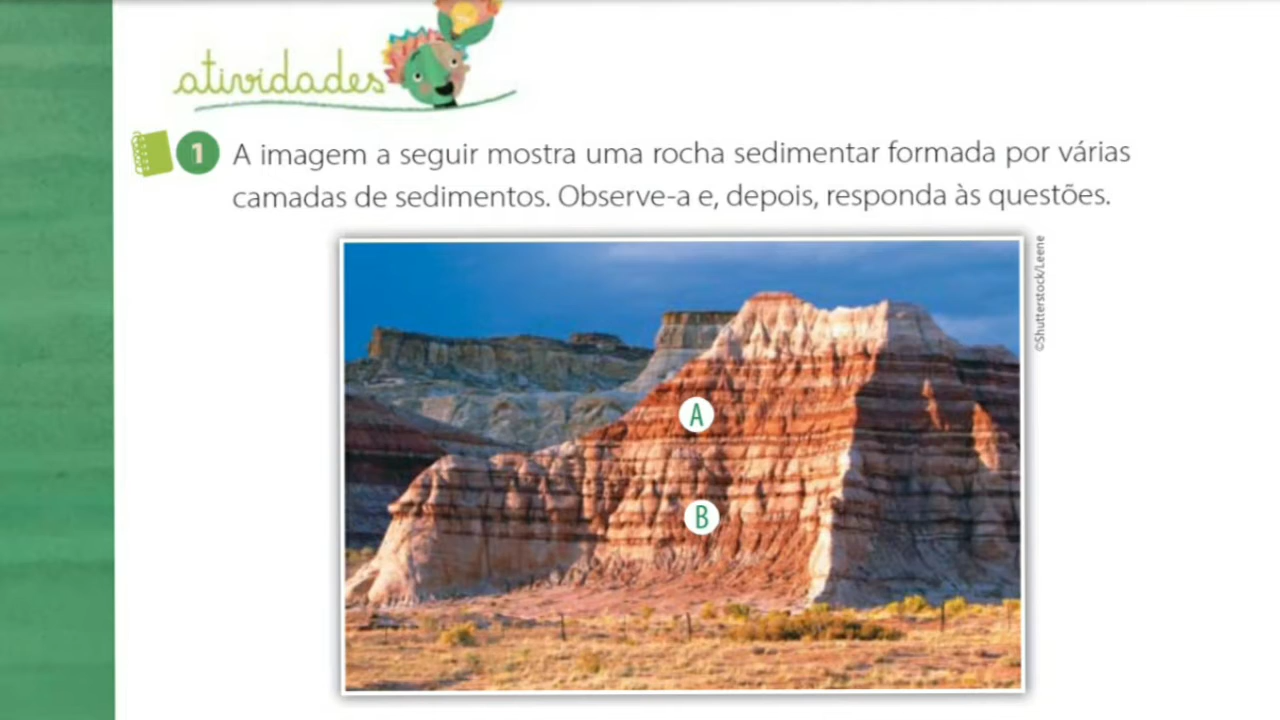 atividades
1 A imagem a seguir mostra uma rocha sedimentar formada por várias
camadas de sedimentos. Observe-a e, depois, responda às questões.
©Shutterstock/Leene
A
B